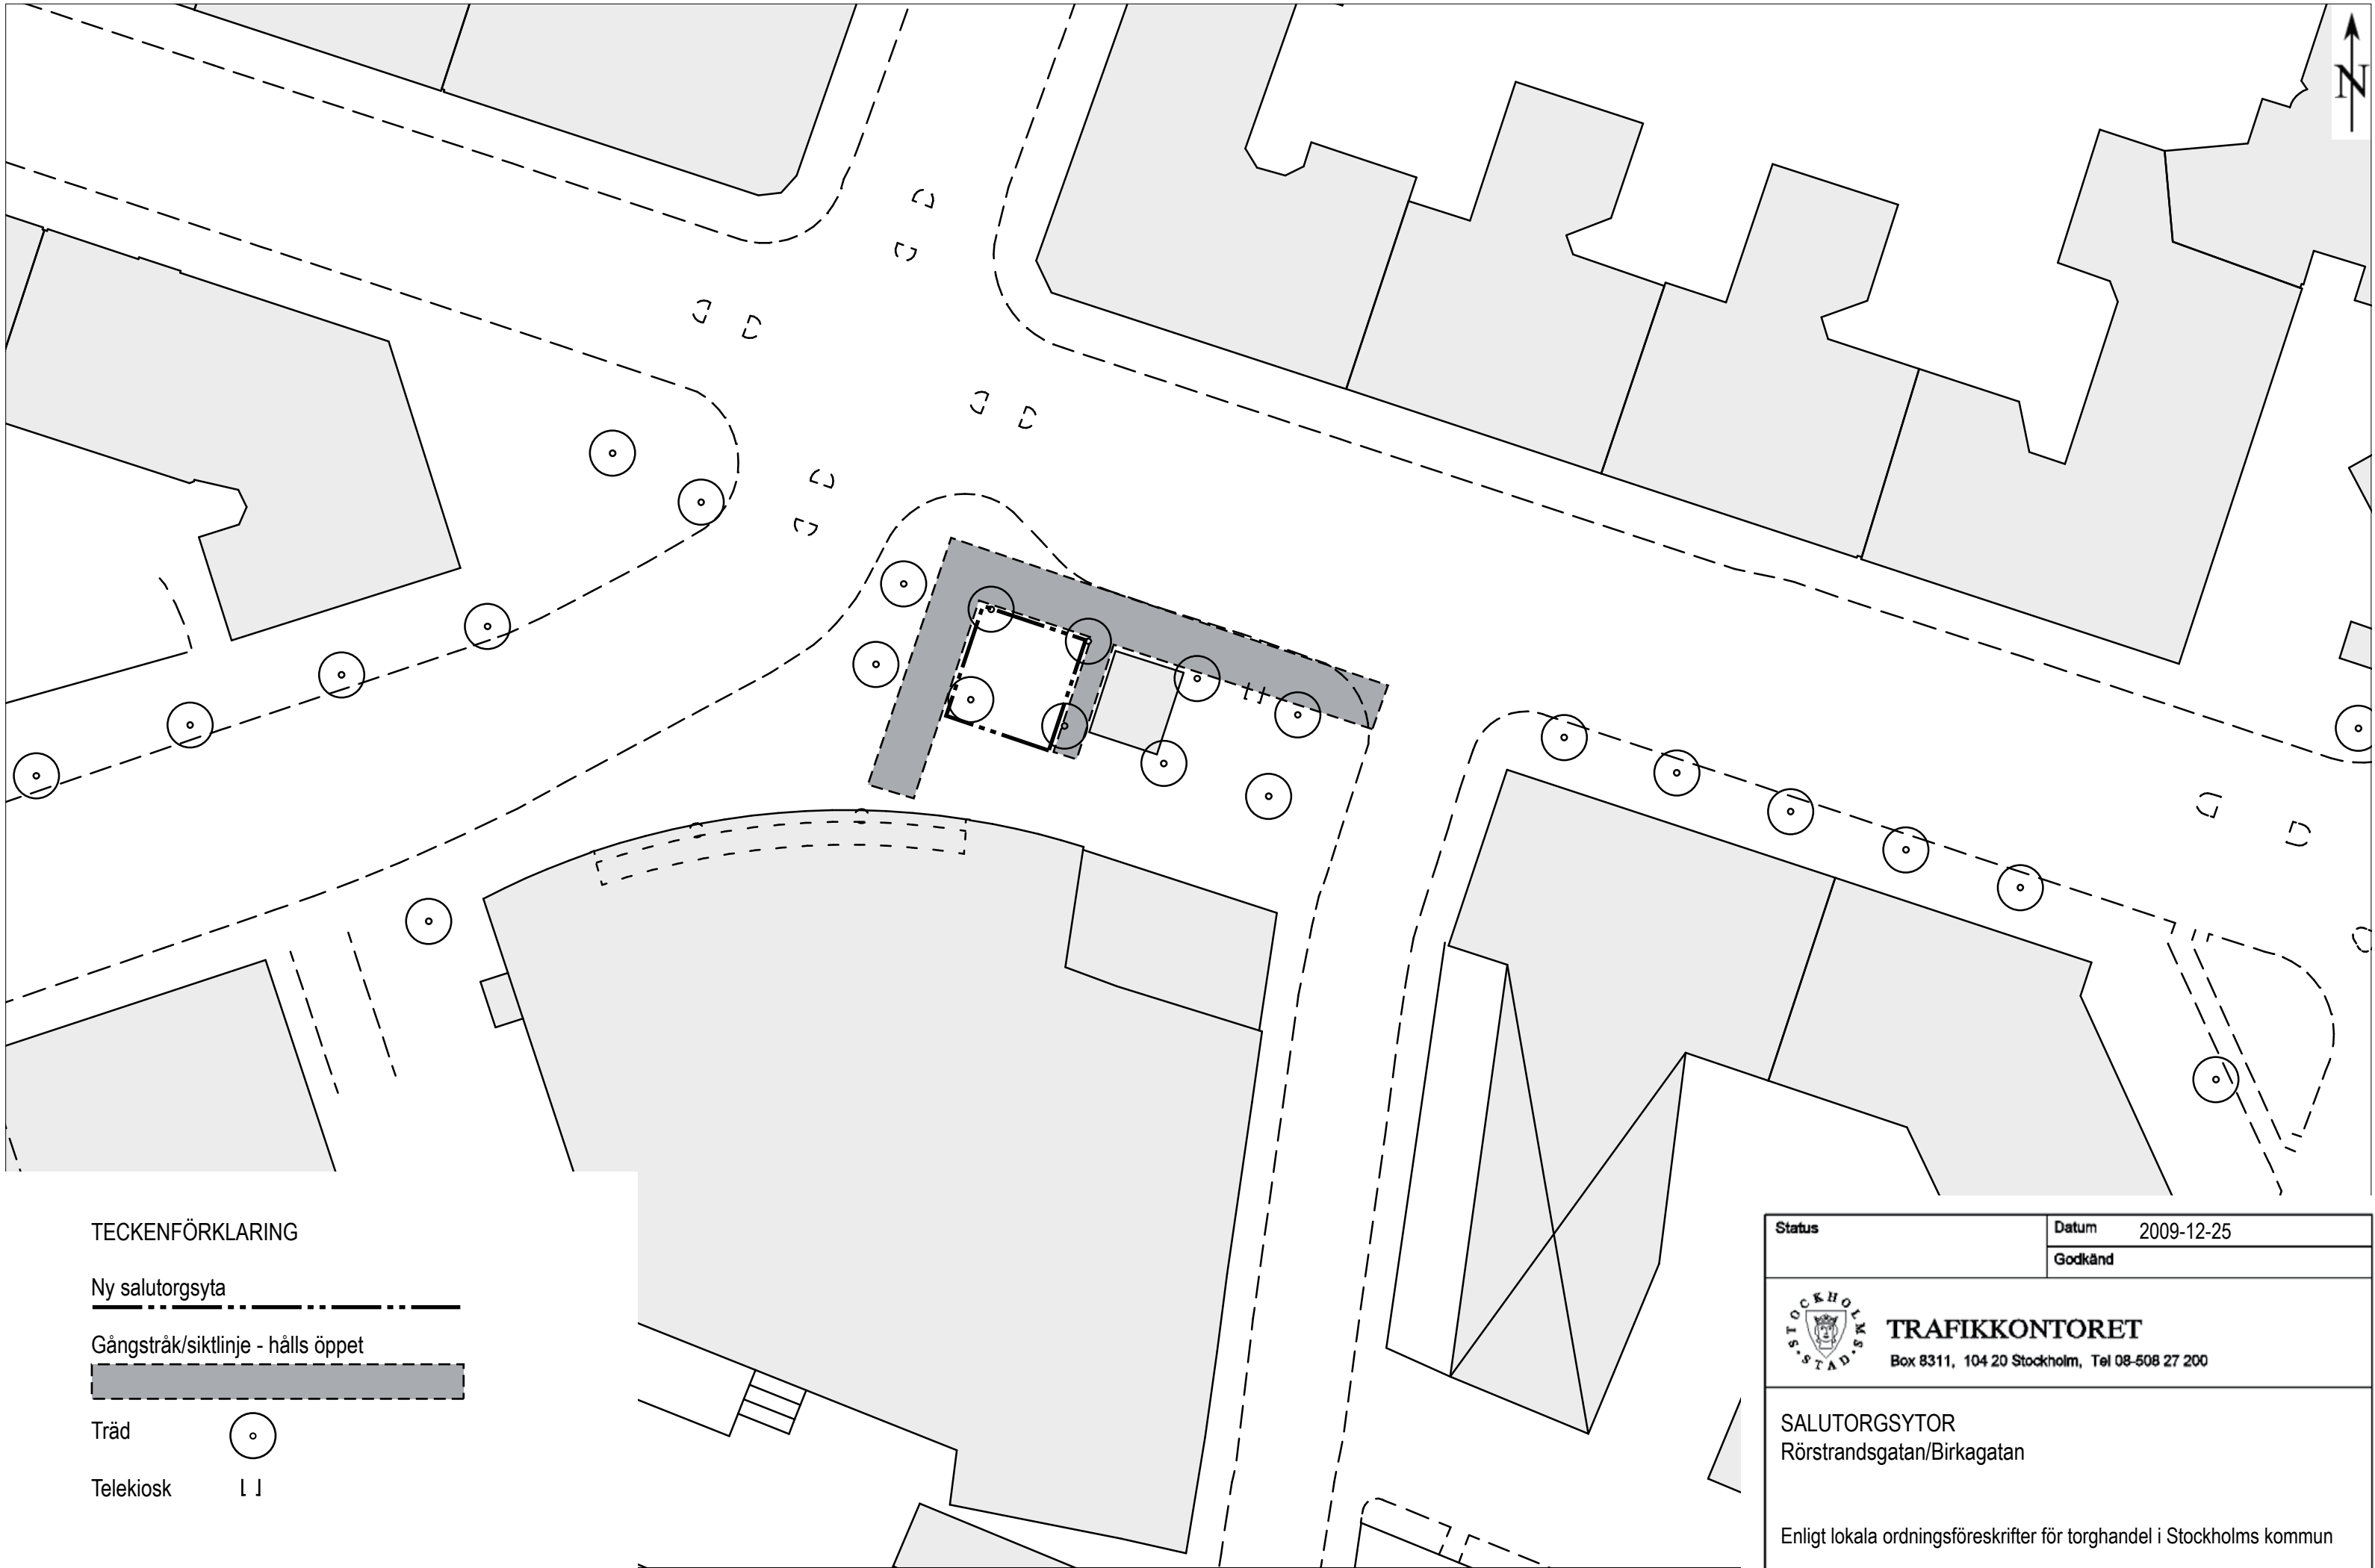 N
TECKENFÖRKLARING
Ny salutorgsyta
Gångstråk/siktlinje - hålls öppet
Träd
Telekiosk
Status
Datum 2009-12-25
Godkänd
STOCKHOLMS STAD
TRAFIKKONTORET
Box 8311, 104 20 Stockholm, Tel 08-508 27 200
SALUTORGSYTOR
Rörstrandsgatan/Birkagatan
Enligt lokala ordningsföreskrifter för torghandel i Stockholms kommun